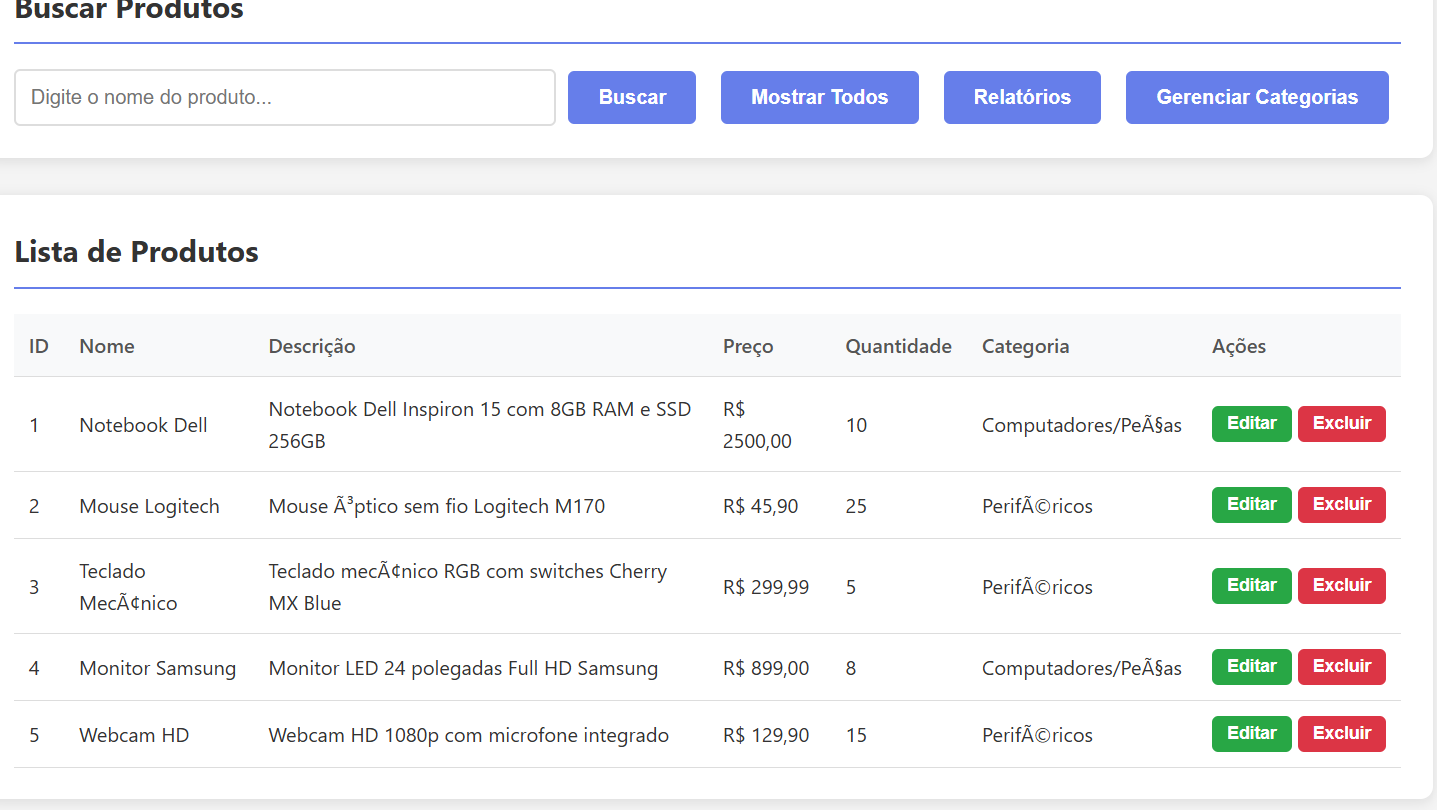 Buscar Produtos
Digite o nome do produto...
Buscar
Mostrar Todos
Relatórios
Gerenciar Categorias
Lista de Produtos
ID Nome Descrição Preço Quantidade Categoria Ações
1 Notebook Dell Notebook Dell Inspiron 15 com 8GB RAM e SSD 256GB R$ 2500,00 10 Computadores/PeÃ§as Editar Excluir
2 Mouse Logitech Mouse Ã³ptico sem fio Logitech M170 R$ 45,90 25 PerifÃ©ricos Editar Excluir
3 Teclado MecÃ¢nico Teclado mecÃ¢nico RGB com switches Cherry MX Blue R$ 299,99 5 PerifÃ©ricos Editar Excluir
4 Monitor Samsung Monitor LED 24 polegadas Full HD Samsung R$ 899,00 8 Computadores/PeÃ§as Editar Excluir
5 Webcam HD Webcam HD 1080p com microfone integrado R$ 129,90 15 PerifÃ©ricos Editar Excluir